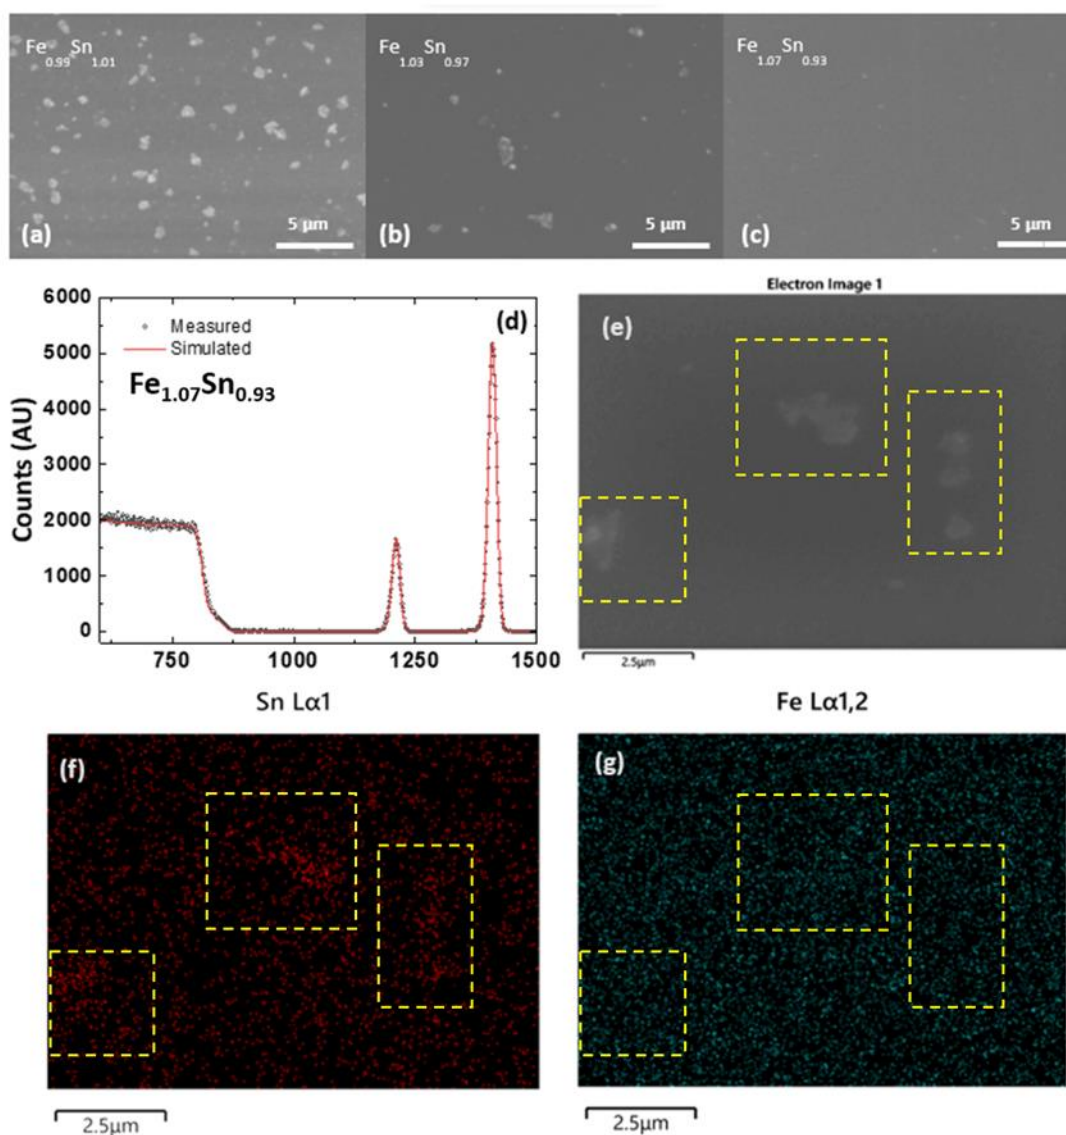 Fe0.99Sn1.01
Fe1.03Sn0.97
Fe1.07Sn0.93
5 μm
5 μm
5 μm
(a)
(b)
(c)
Electron Image 1
6000
5000
4000
3000
2000
1000
0
Counts (AU)
Measured
Simulated
(d)
Fe1.07Sn0.93
750
1000
1250
1500
(e)
2.5μm
Sn Lα1
Fe Lα1,2
(f)
(g)
2.5μm
2.5μm